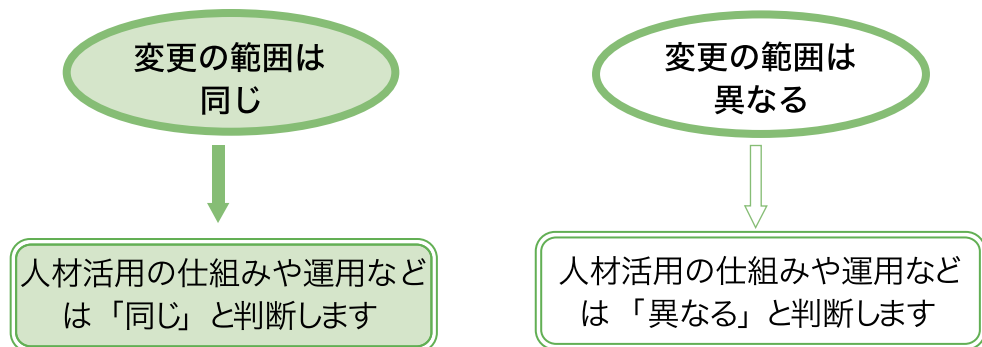 変更の範囲は
同じ
人材活用の仕組みや運用など
は「同じ」と判断します
変更の範囲は
異なる
人材活用の仕組みや運用など
は「異なる」と判断します